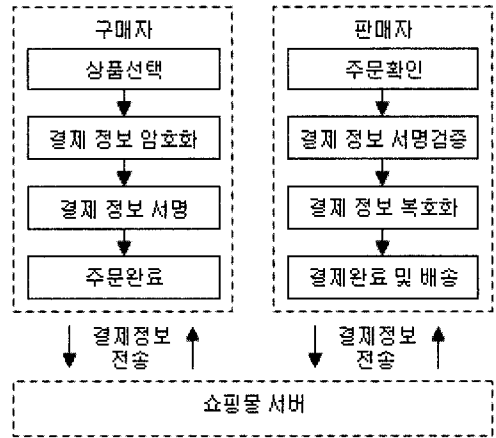 구매자
상품선택
결제 정보 암호화
결제 정보 서명
주문완료
판매자
주문확인
결제 정보 서명검증
결제 정보 복호화
결제완료 및 배송
결제정보
전송
결제정보
전송
쇼핑몰 서버